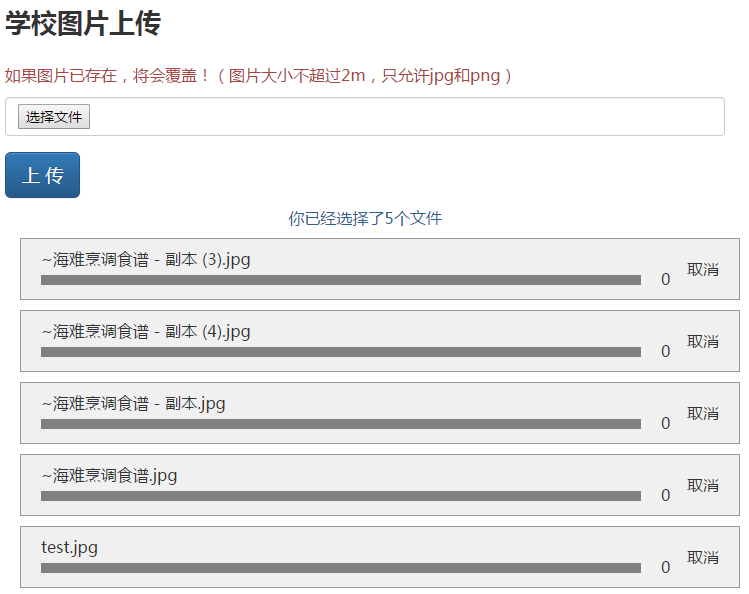 学校图片上传
如果图片已存在，将会覆盖！（图片大小不超过2m，只允许jpg和png）
选择文件
上 传
你已经选择了5个文件
~海难烹调食谱 - 副本 (3).jpg
0
取消
~海难烹调食谱 - 副本 (4).jpg
0
取消
~海难烹调食谱 - 副本.jpg
0
取消
~海难烹调食谱.jpg
0
取消
test.jpg
0
取消